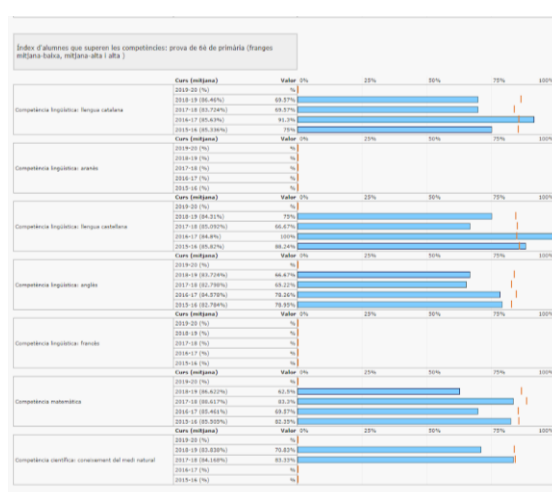 Índex d'alumnes que superen les competències: prova de 6è de primària (franges
mitjana-baixa, mitjana-alta i alta )
Curs (mitjana) Valor 0% 25% 50% 75% 100%
Competència lingüística: llengua catalana
2019-20 (%) %
2018-19 (86.46%) 69.57%
2017-18 (83.724%) 69.57%
2016-17 (85.63%) 91.3%
2015-16 (85.336%) 75%
Curs (mitjana) Valor 0% 25% 50% 75% 100%
Competència lingüística: aranès
2019-20 (%) %
2018-19 (%) %
2017-18 (%) %
2016-17 (%) %
2015-16 (%) %
Curs (mitjana) Valor 0% 25% 50% 75% 100%
Competència lingüística: llengua castellana
2019-20 (%) %
2018-19 (84.31%) 75%
2017-18 (85.092%) 66.67%
2016-17 (84.8%) 100%
2015-16 (85.82%) 88.24%
Curs (mitjana) Valor 0% 25% 50% 75% 100%
Competència lingüística: anglès
2019-20 (%) %
2018-19 (83.724%) 66.67%
2017-18 (82.798%) 65.22%
2016-17 (84.578%) 78.26%
2015-16 (82.784%) 78.95%
Curs (mitjana) Valor 0% 25% 50% 75% 100%
Competència lingüística: francès
2019-20 (%) %
2018-19 (%) %
2017-18 (%) %
2016-17 (%) %
2015-16 (%) %
Curs (mitjana) Valor 0% 25% 50% 75% 100%
Competència matemàtica
2019-20 (%) %
2018-19 (86.622%) 62.5%
2017-18 (88.617%) 83.3%
2016-17 (85.461%) 69.57%
2015-16 (85.505%) 82.35%
Curs (mitjana) Valor 0% 25% 50% 75% 100%
Competència científica: coneixement del medi natural
2019-20 (%) %
2018-19 (83.838%) 70.83%
2017-18 (84.168%) 83.33%
2016-17 (%) %
2015-16 (%) %